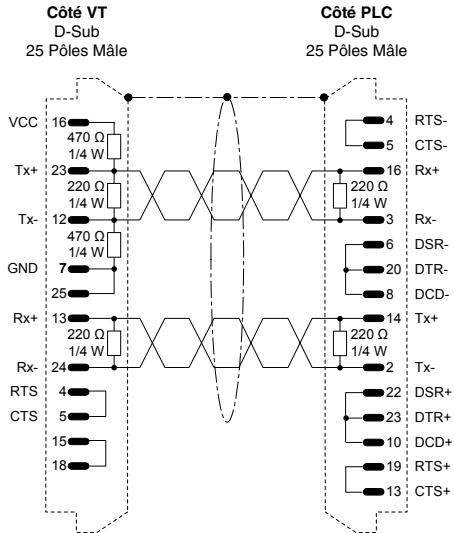 Côté VT
D-Sub
25 Pôles Mâle
VCC 16
470 Ω
1/4 W
Tx+ 23
220 Ω
1/4 W
Tx- 12
470 Ω
1/4 W
GND 7
25
Rx+ 13
220 Ω
1/4 W
Rx- 24
RTS 4
CTS 5
15
18
Côté PLC
D-Sub
25 Pôles Mâle
4 RTS-
5 CTS-
16 Rx+
220 Ω
1/4 W
3 Rx-
6 DSR-
20 DTR-
8 DCD-
14 Tx+
220 Ω
1/4 W
2 Tx-
22 DSR+
23 DTR+
10 DCD+
19 RTS+
13 CTS+